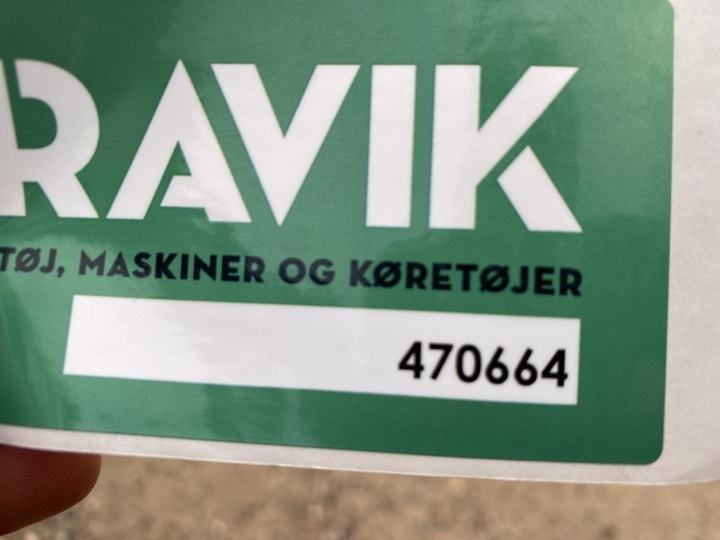 RAVIK
TØJ, MASKINER OG KØRETØJER
470664